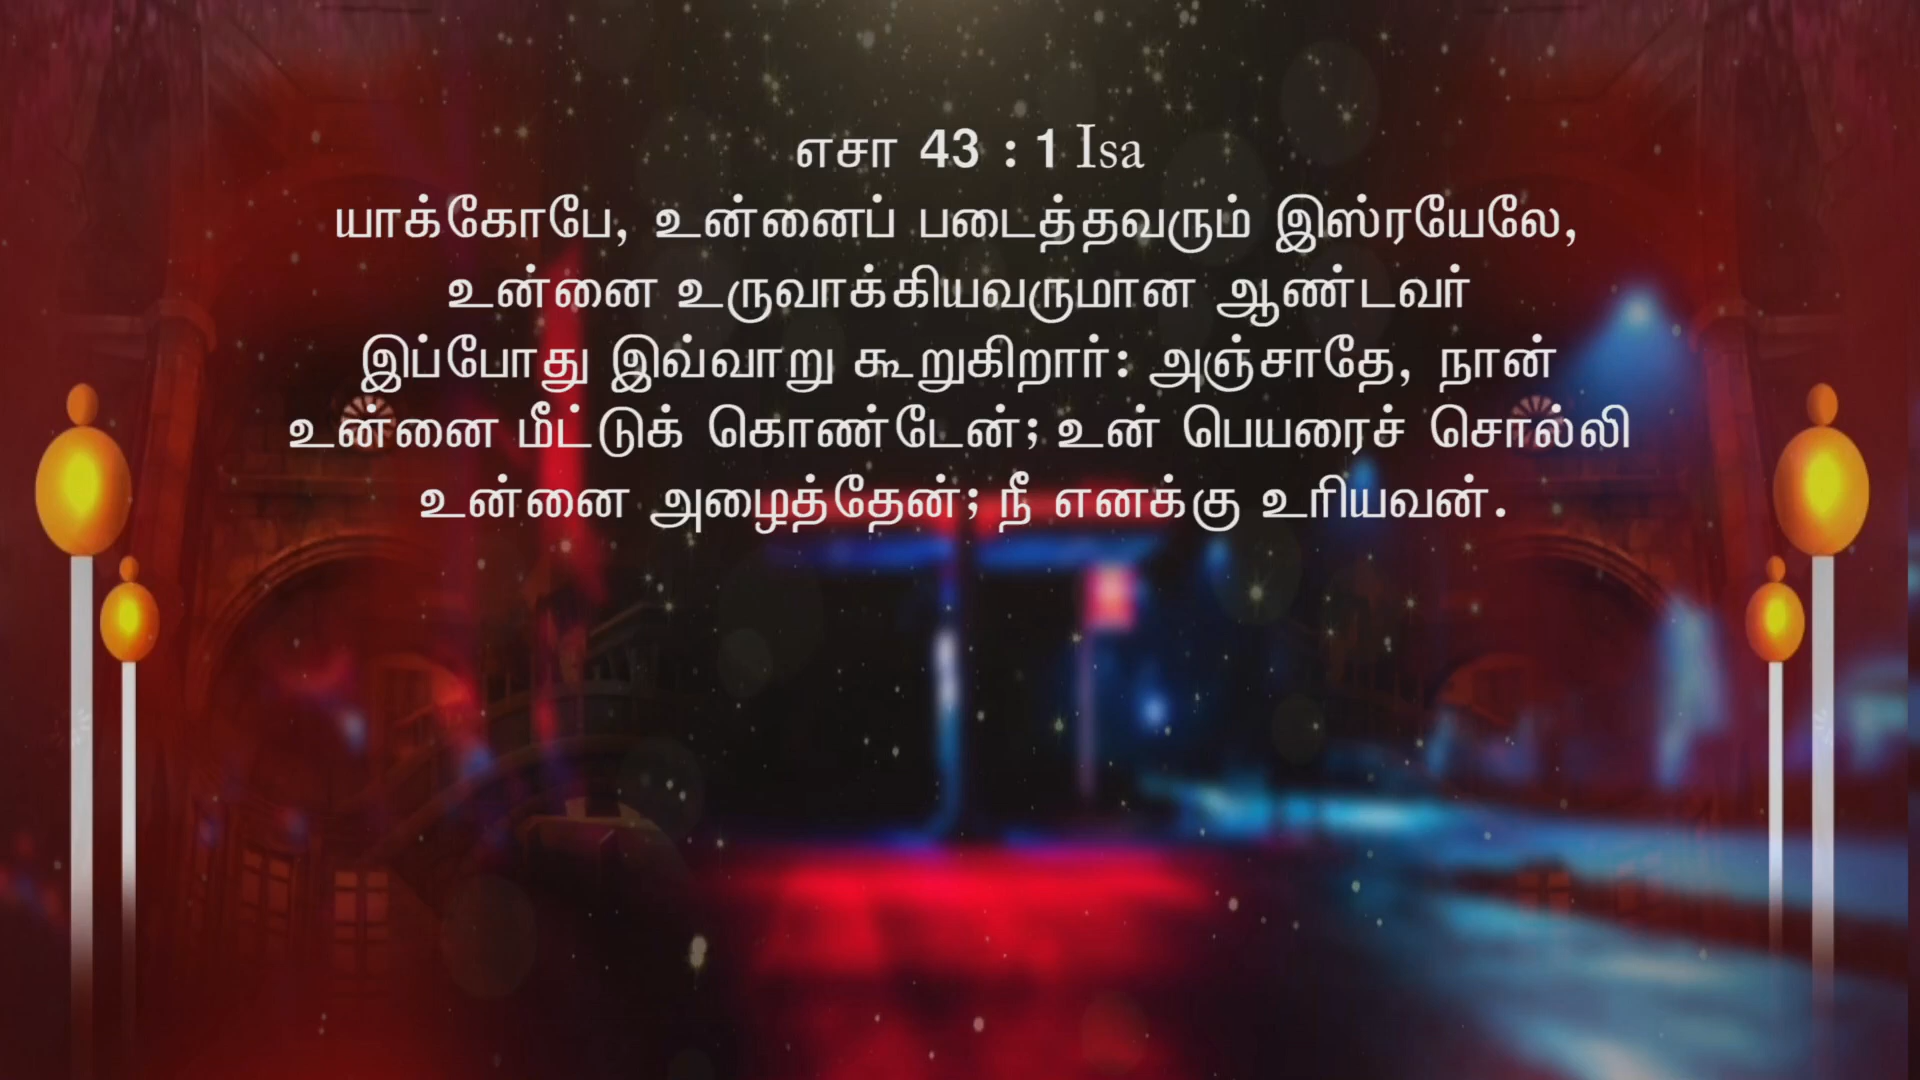 எசா 43 : 1 Isa
யாக்கோபே, உன்னைப் படைத்தவரும் இஸ்ரயேலே,
உன்னை உருவாக்கியவருமான ஆண்டவர்
இப்போது இவ்வாறு கூறுகிறார்: அஞ்சாதே, நான்
உன்னை மீட்டுக் கொண்டேன்; உன் பெயரைச் சொல்லி
உன்னை அழைத்தேன்; நீ எனக்கு உரியவன்.